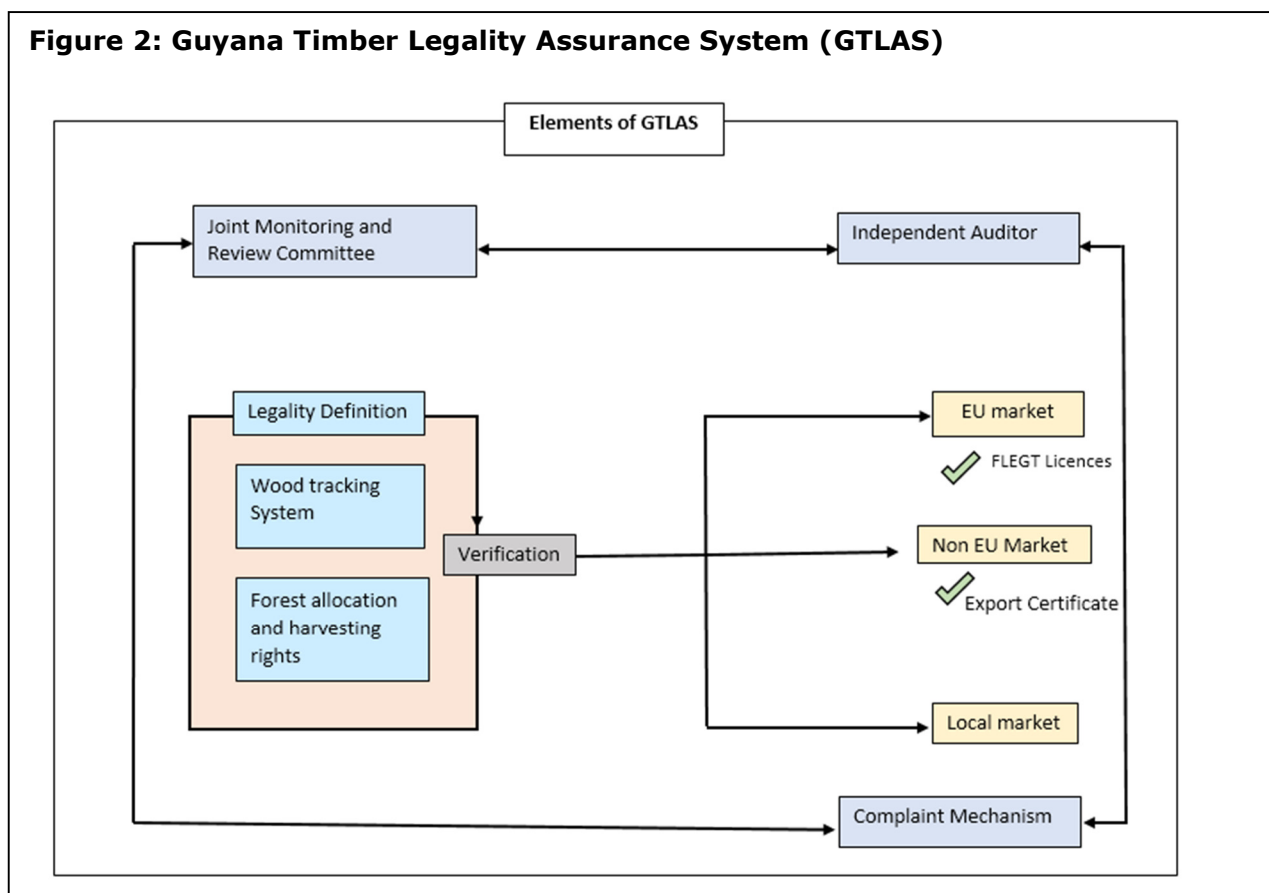 Figure 2: Guyana Timber Legality Assurance System (GTLAS)
Elements of GTLAS
Joint Monitoring and
Review Committee
Independent Auditor
Legality Definition
Wood tracking
System
Forest allocation
and harvesting
rights
Verification
EU market
FLEGT Licences
Non EU Market
Export Certificate
Local market
Complaint Mechanism